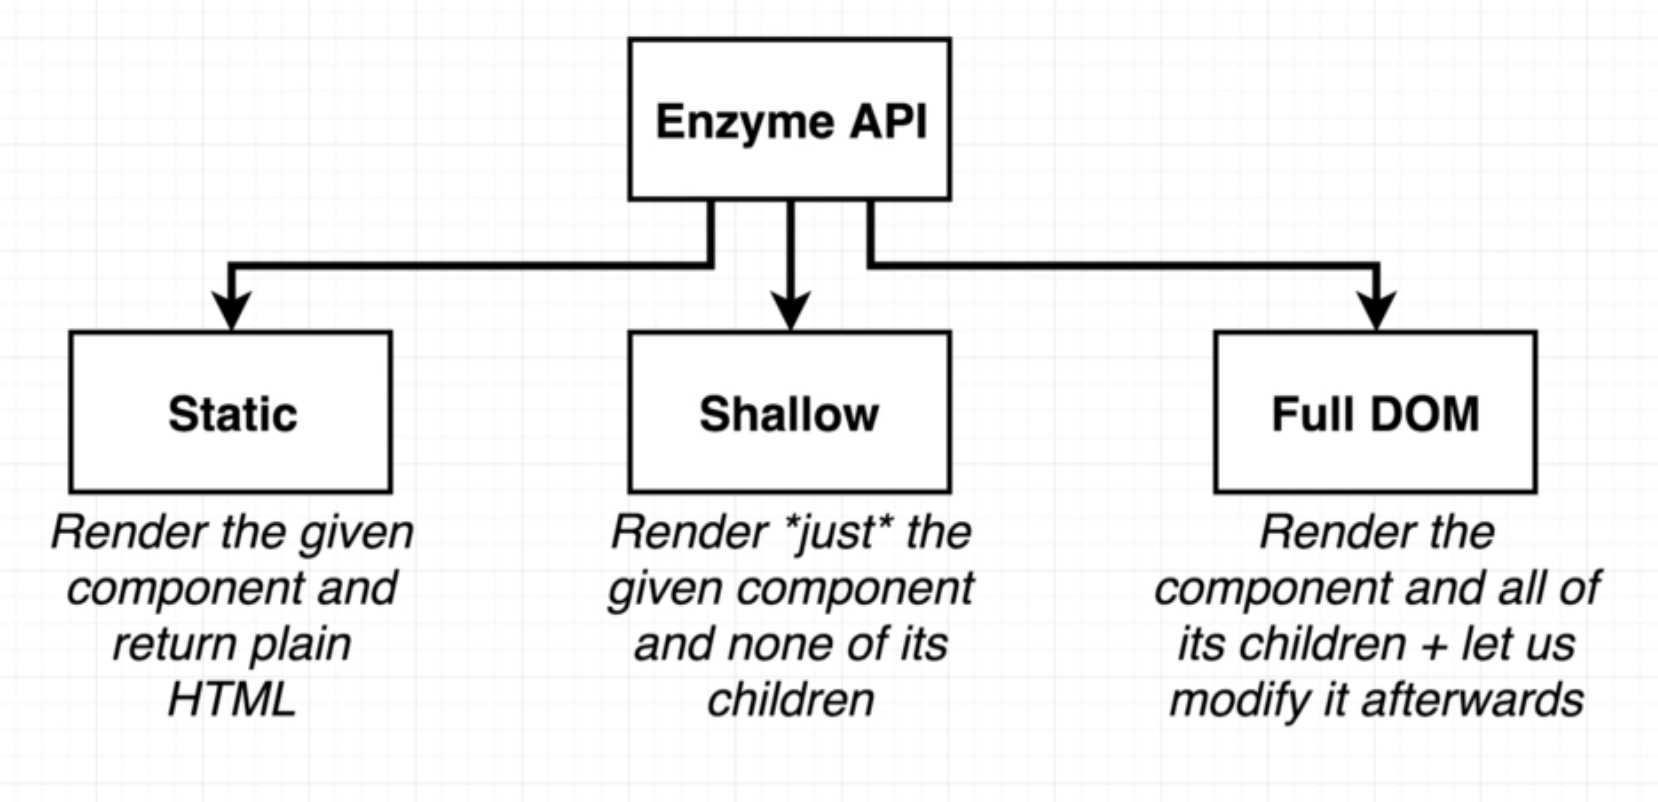 Enzyme API
Static
Shallow
Full DOM
Render the given
component and
return plain
HTML
Render *just* the
given component
and none of its
children
Render the
component and all of
its children + let us
modify it afterwards